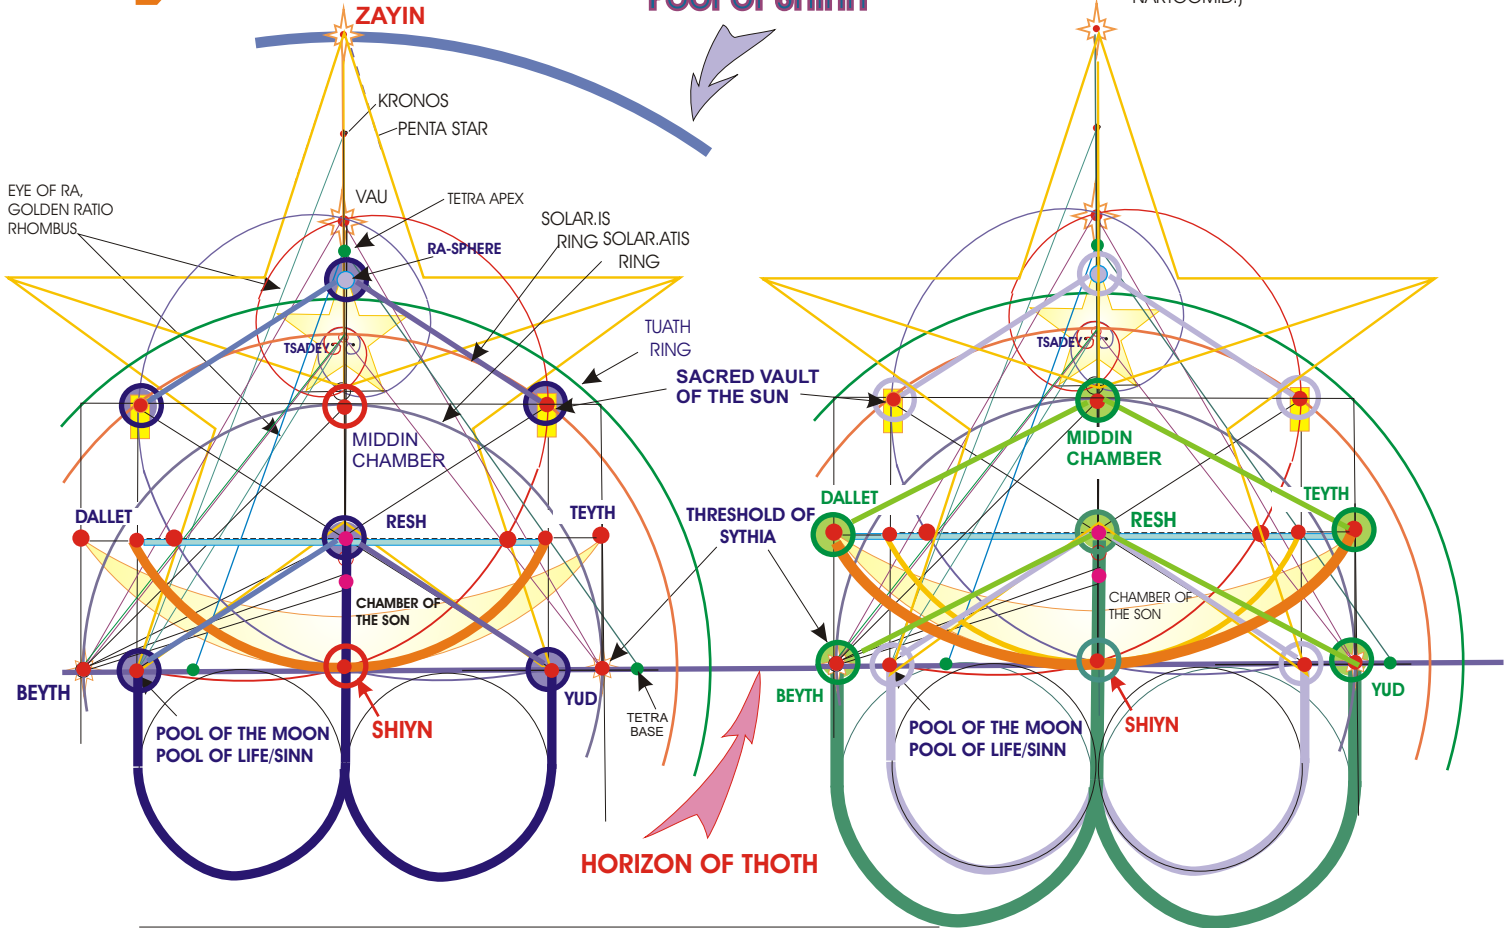 ZAYIN
POOL OF SHINN
KRONOS
PENTA STAR
EYE OF RA,
GOLDEN RATIO
RHOMBUS
VAU
TETRA APEX
RA-SPHERE
SOLAR.IS
RING
SOLAR.ATIS
RING
TUATH
RING
TSADEY
SACRED VAULT
OF THE SUN
MIDDIN
CHAMBER
DALLET
RESH
TEYTH
THRESHOLD OF
SYTHIA
CHAMBER OF
THE SON
BEYTH
YUD
POOL OF THE MOON
POOL OF LIFE/SINN
SHIYN
TETRA
BASE
HORIZON OF THOTH
TSADEY
MIDDIN
CHAMBER
DALLET
RESH
TEYTH
CHAMBER OF
THE SON
BEYTH
YUD
POOL OF THE MOON
POOL OF LIFE/SINN
SHIYN